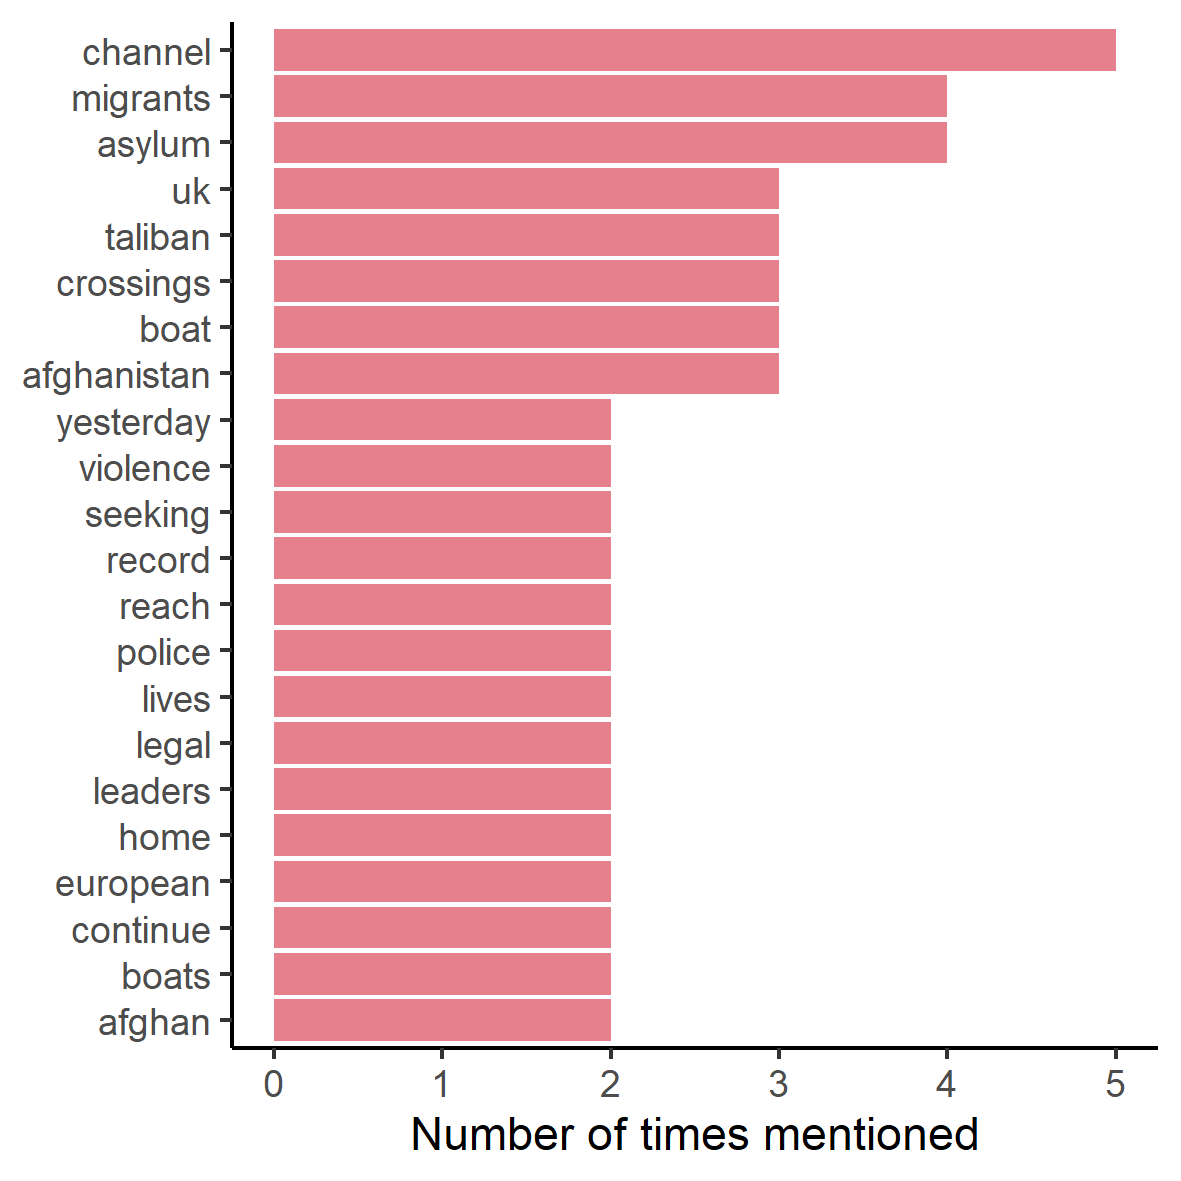 channel
migrants
asylum
uk
taliban
crossings
boat
afghanistan
yesterday
violence
seeking
record
reach
police
lives
legal
leaders
home
european
continue
boats
afghan
0 1 2 3 4 5
Number of times mentioned